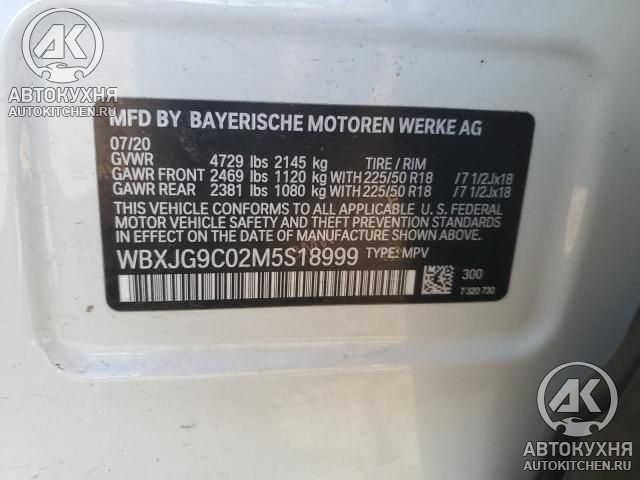 АК
АВТОКУХНЯ
AUTOKITCHEN.RU
MFD BY BAYERISCHE MOTOREN WERKE AG
07/20
GVWR 4729 lbs 2145 kg TIRE / RIM
GAWR FRONT 2469 lbs 1120 kg WITH 225/50 R18 /7 1/2Jx18
GAWR REAR 2381 lbs 1080 kg WITH 225/50 R18 /7 1/2Jx18
THIS VEHICLE CONFORMS TO ALL APPLICABLE U. S. FEDERAL
MOTOR VEHICLE SAFETY, BUMPER, AND THEFT PREVENTION
STANDARDS IN EFFECT ON THE DATE OF MANUFACTURE SHOWN ABOVE.
WBXJG9C02M5S18999 TYPE: MPV
300
7 320 730
АК
АВТОКУХНЯ
AUTOKITCHEN.RU